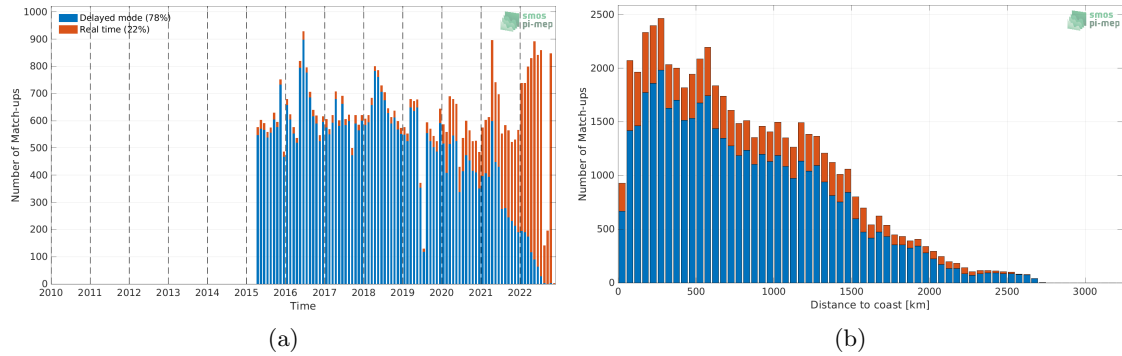 Delayed mode (78%)
Real time (22%)
smos
pi-mep
1000
900
800
700
600
500
400
300
200
100
0
Number of Match-ups
2010 2011 2012 2013 2014 2015 2016 2017 2018 2019 2020 2021 2022
Time
(a)
smos
pi-mep
2500
2000
1500
1000
500
0
Number of Match-ups
0 500 1000 1500 2000 2500 3000
Distance to coast [km]
(b)